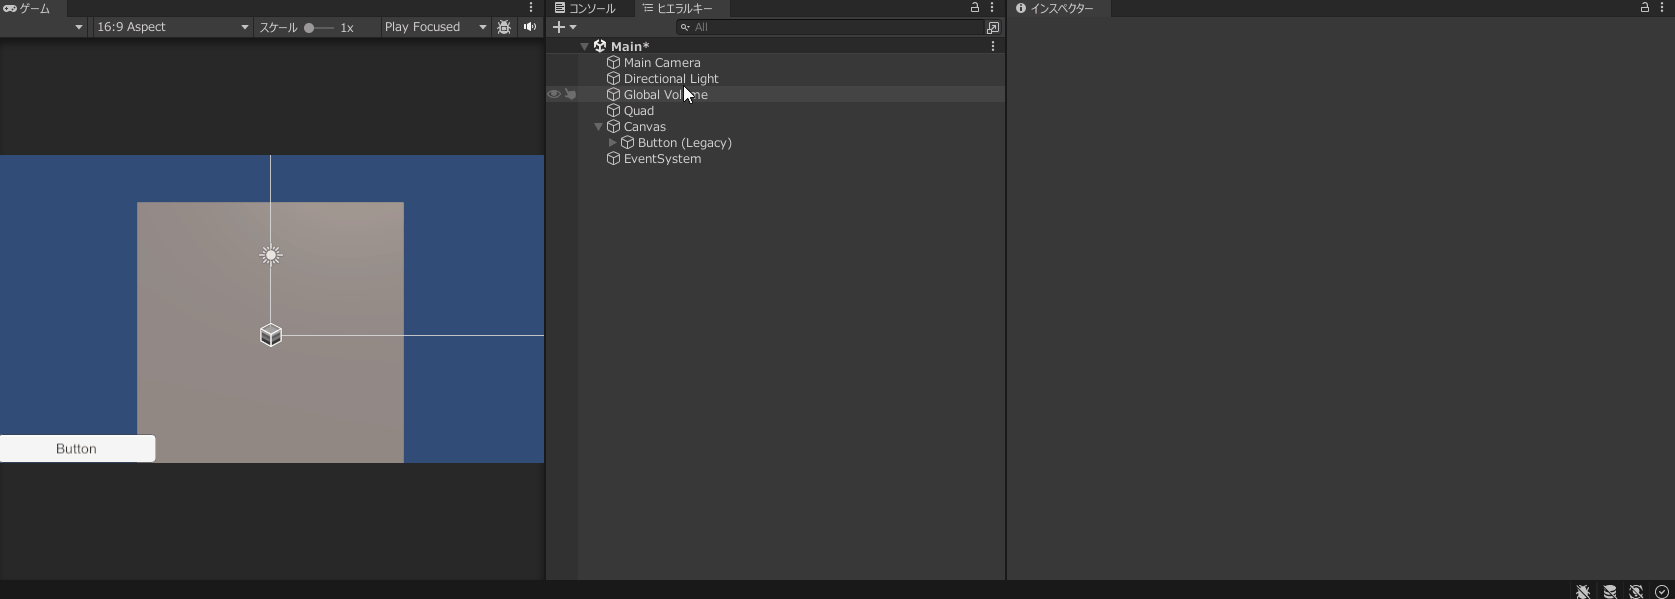 ゲーム
コンソール
ヒエラルキー
インスペクター
16:9 Aspect
スケール
1x
Play Focused
All
Main*
Main Camera
Directional Light
Global Vol me
Quad
Canvas
Button (Legacy)
EventSystem
Button